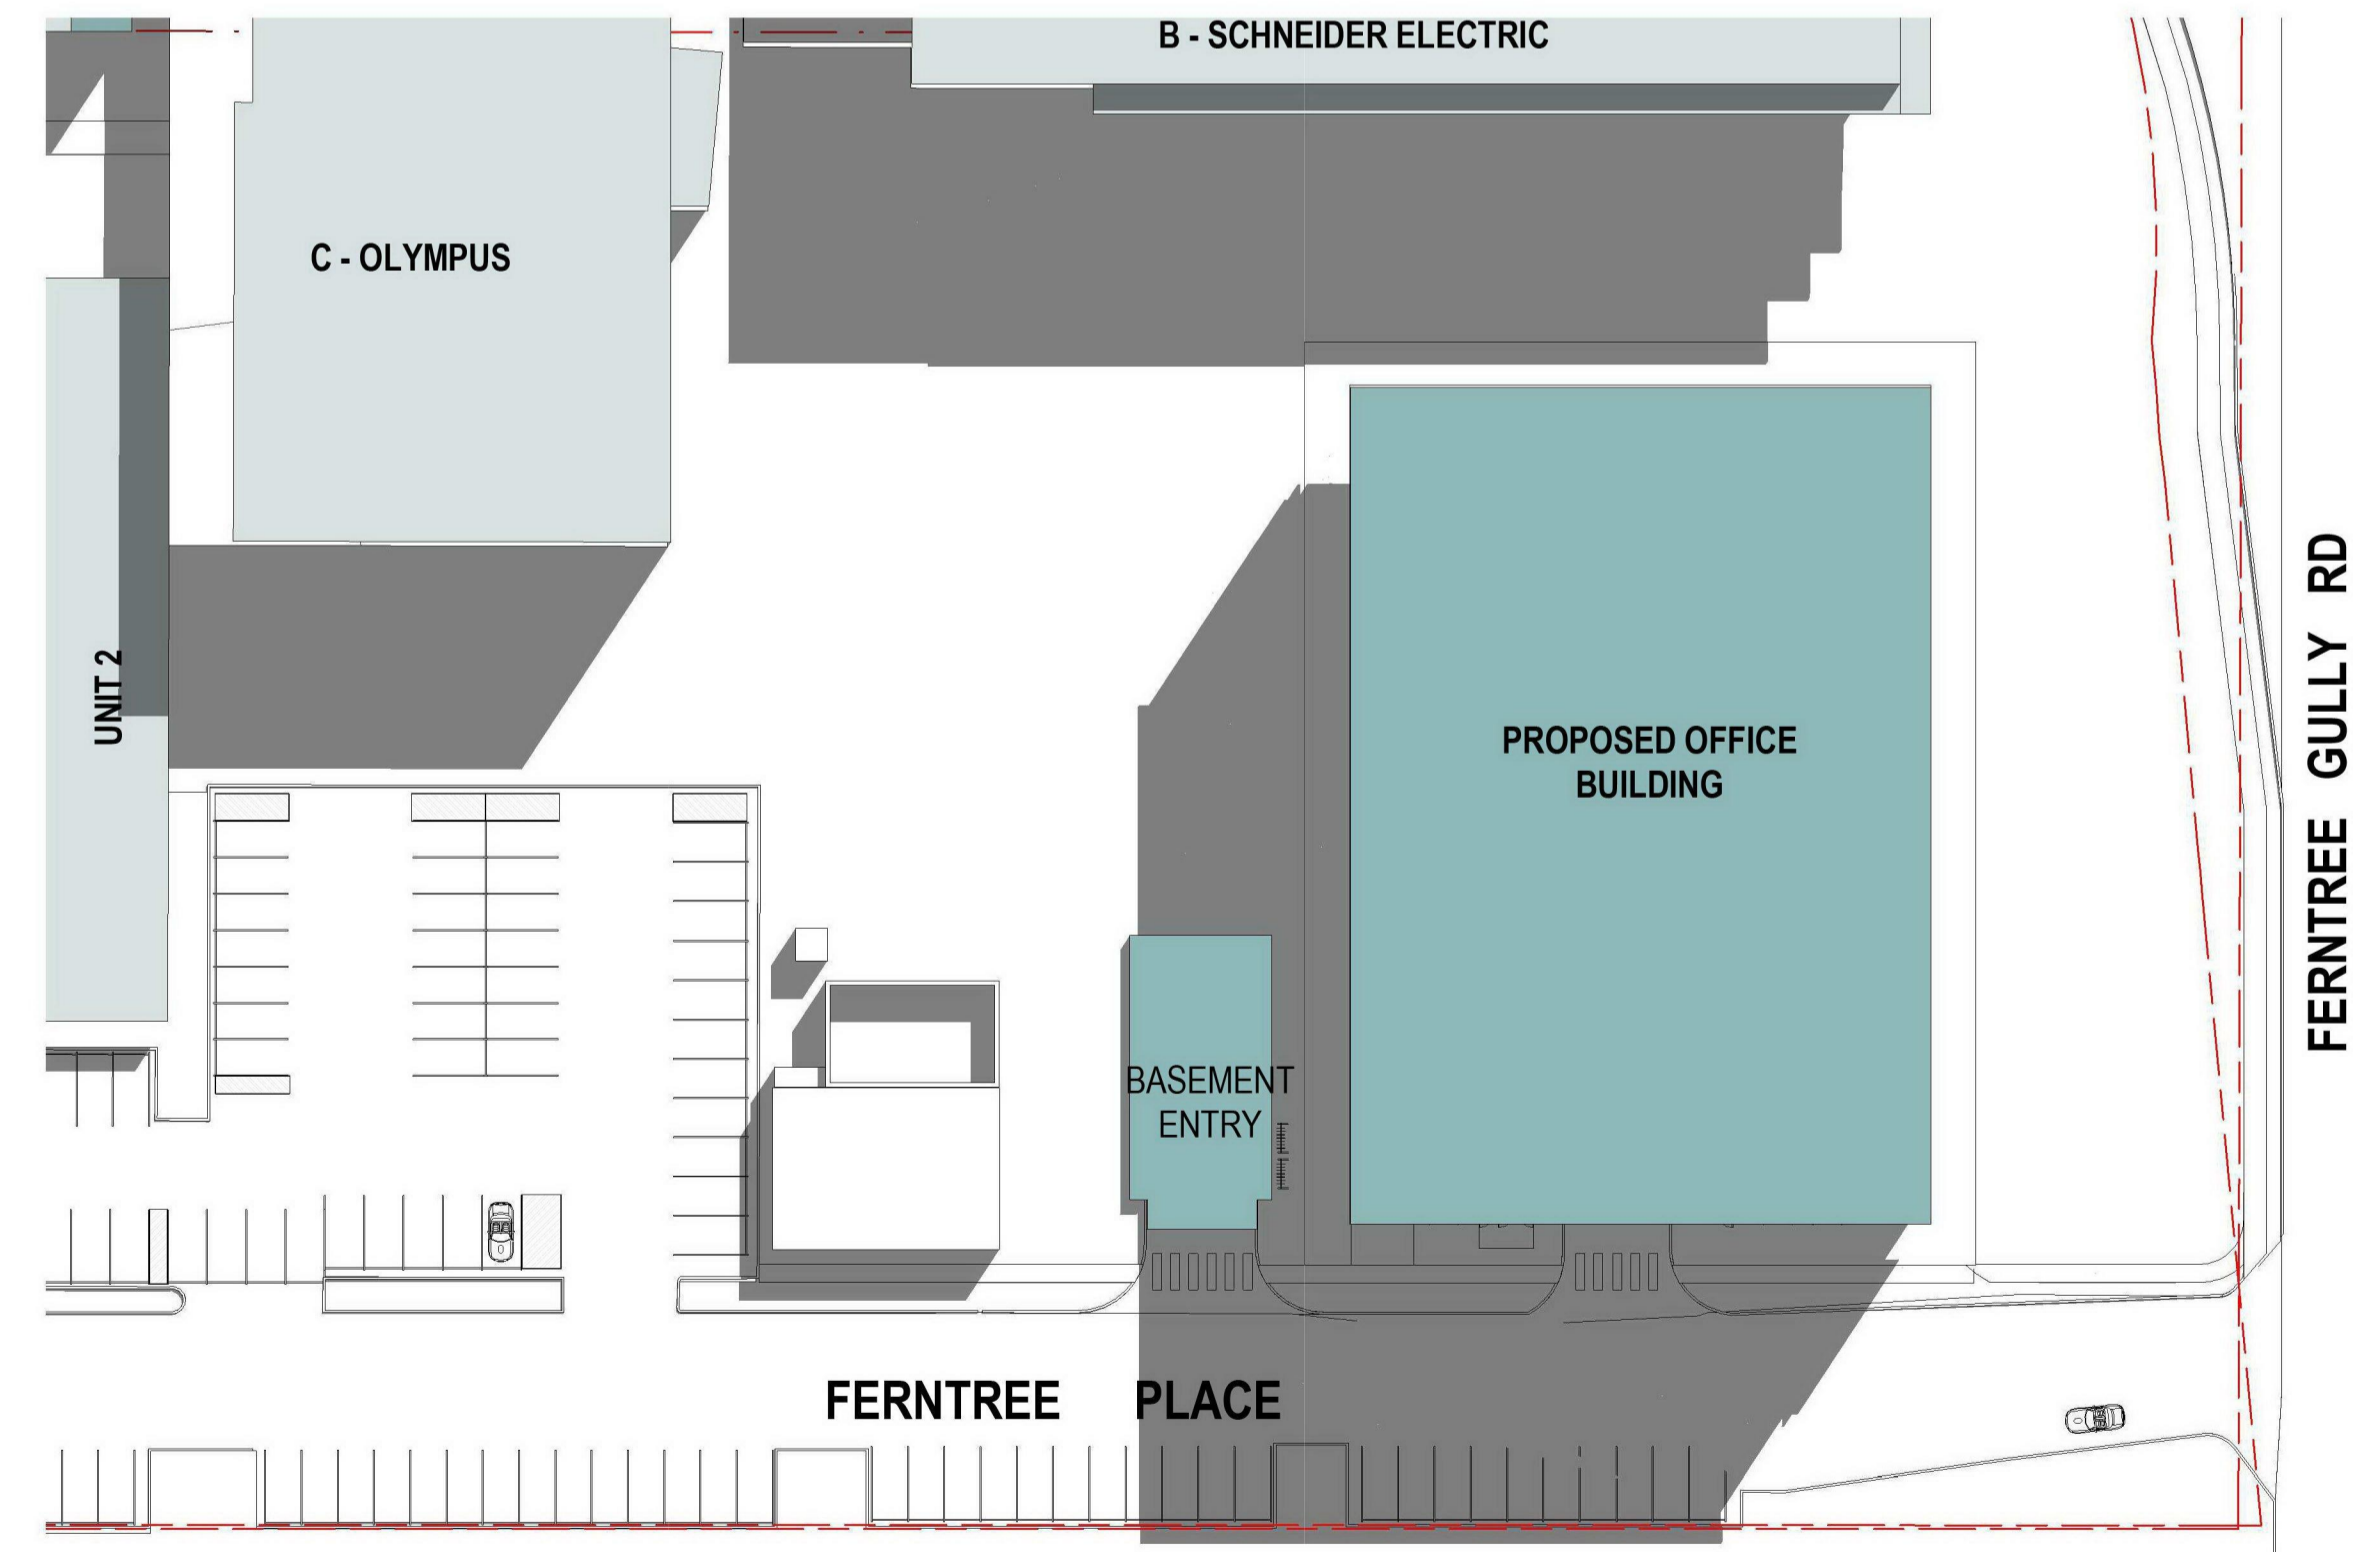 B - SCHNEIDER ELECTRIC
C - OLYMPUS
UNIT 2
PROPOSED OFFICE
BUILDING
FERNTREE GULLY RD
BASEMENT
ENTRY
FERNTREE PLACE